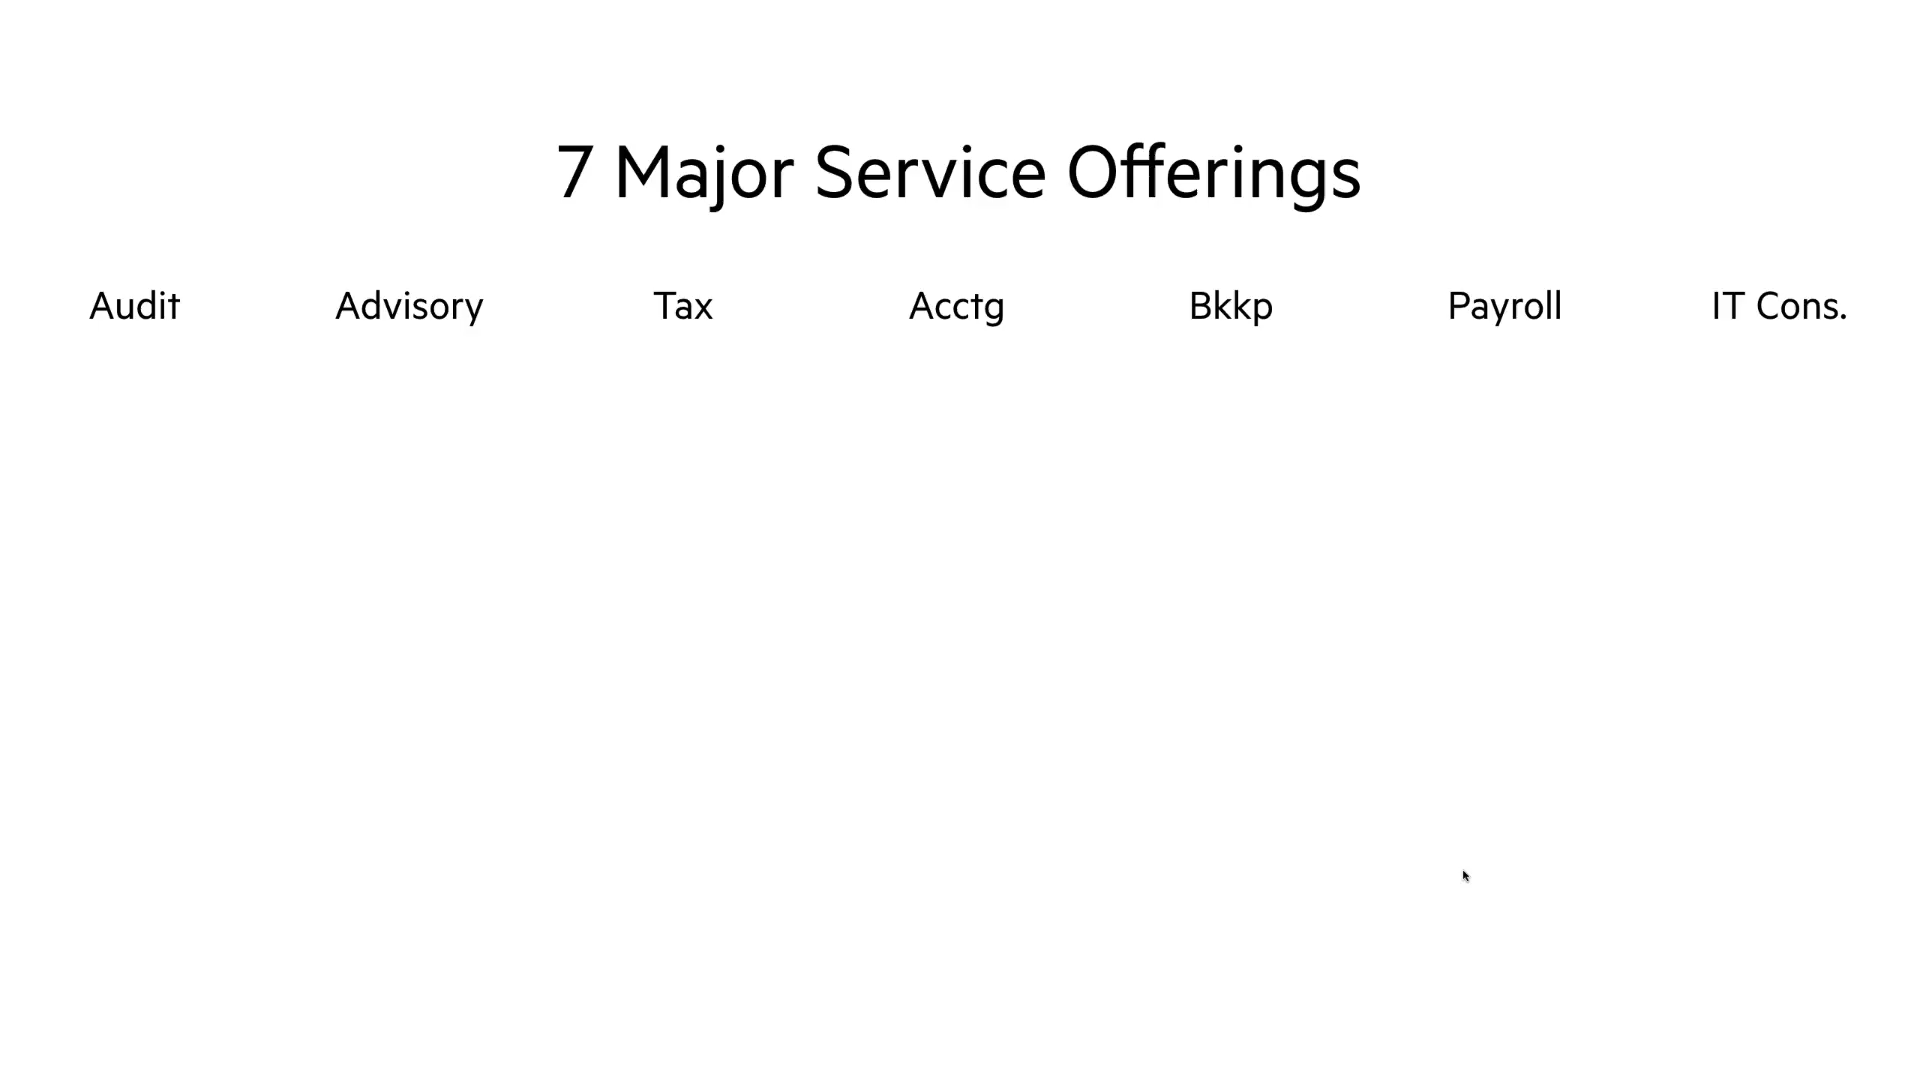 7 Major Service Offerings
Audit Advisory Tax Acctg Bkkp Payroll IT Cons.